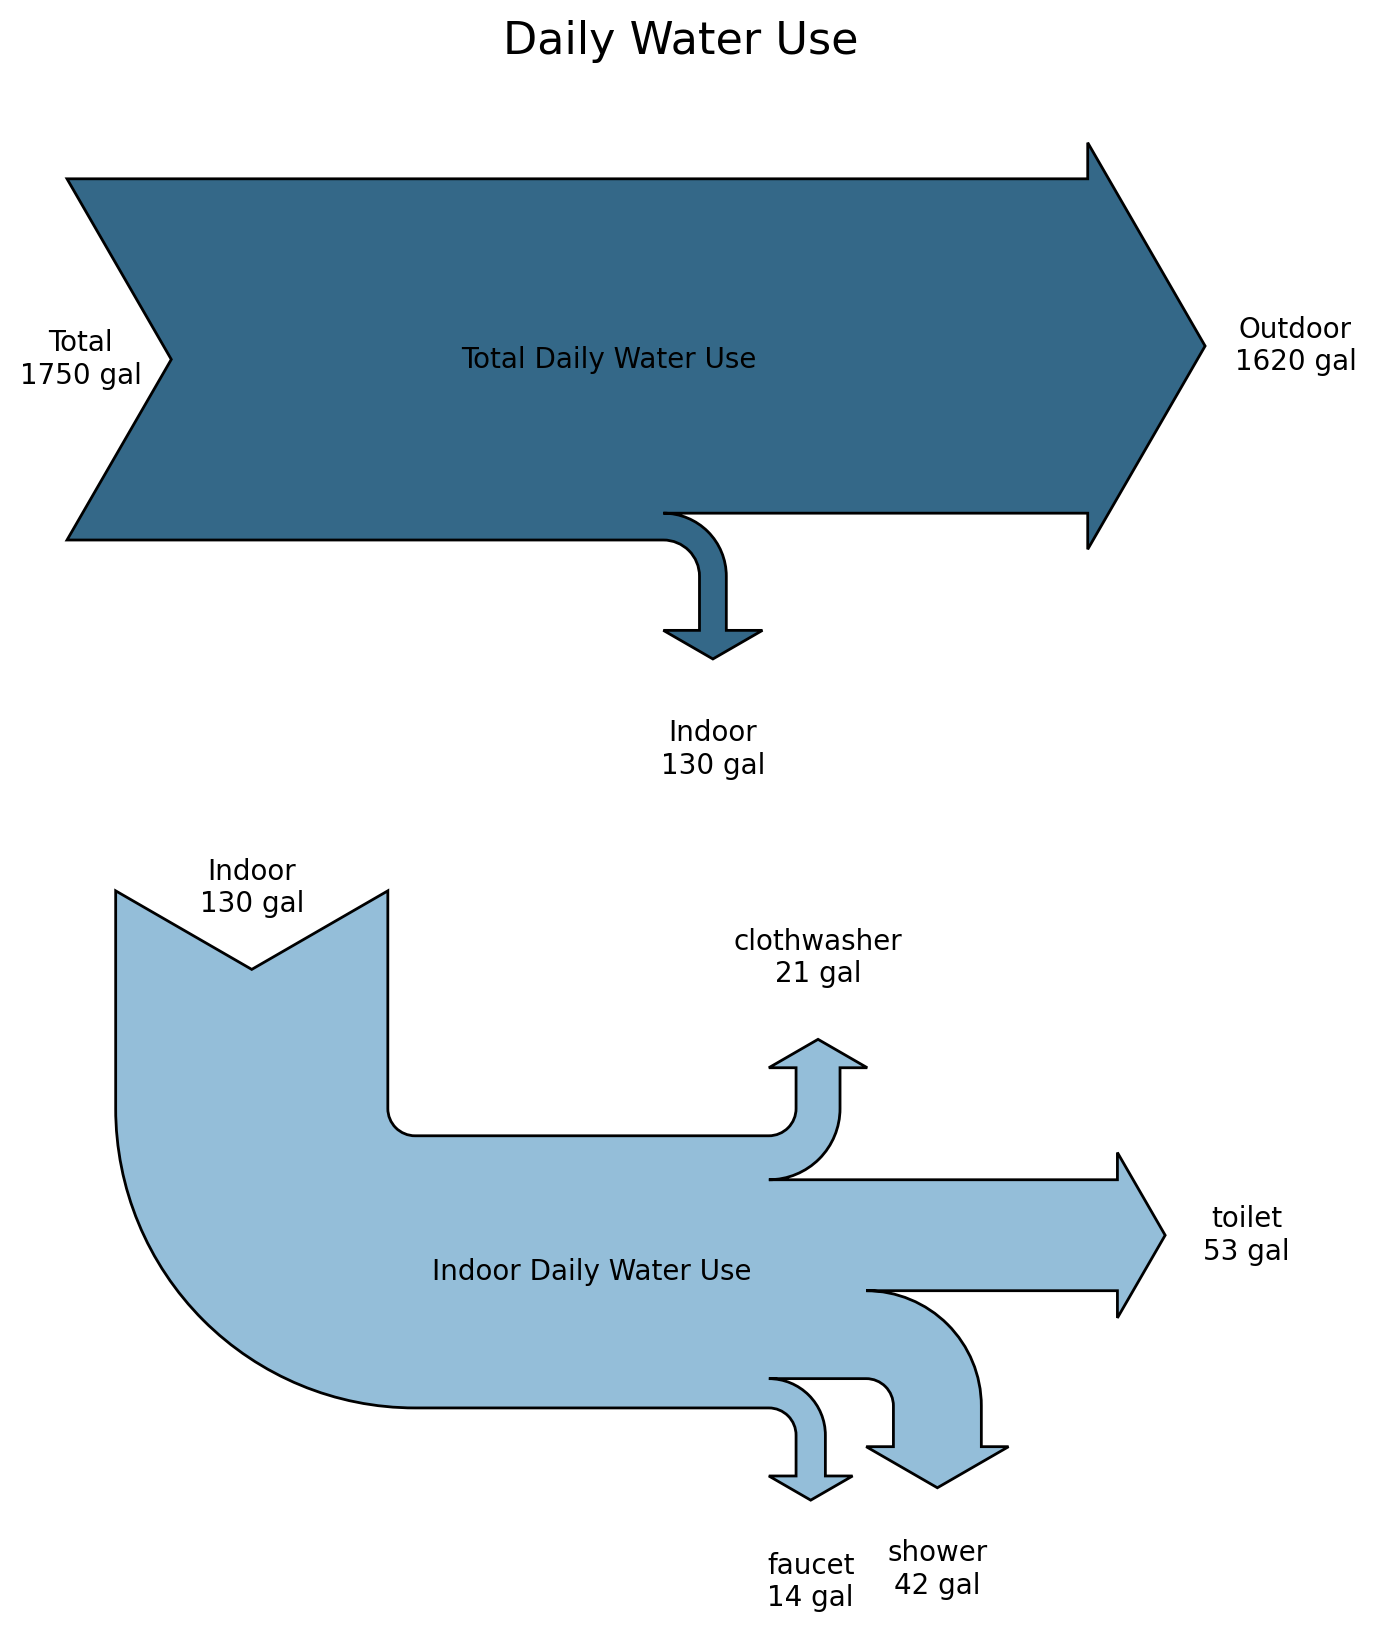 Daily Water Use
Total
1750 gal
Total Daily Water Use
Outdoor
1620 gal
Indoor
130 gal
Indoor
130 gal
clothwasher
21 gal
toilet
53 gal
Indoor Daily Water Use
faucet
14 gal
shower
42 gal